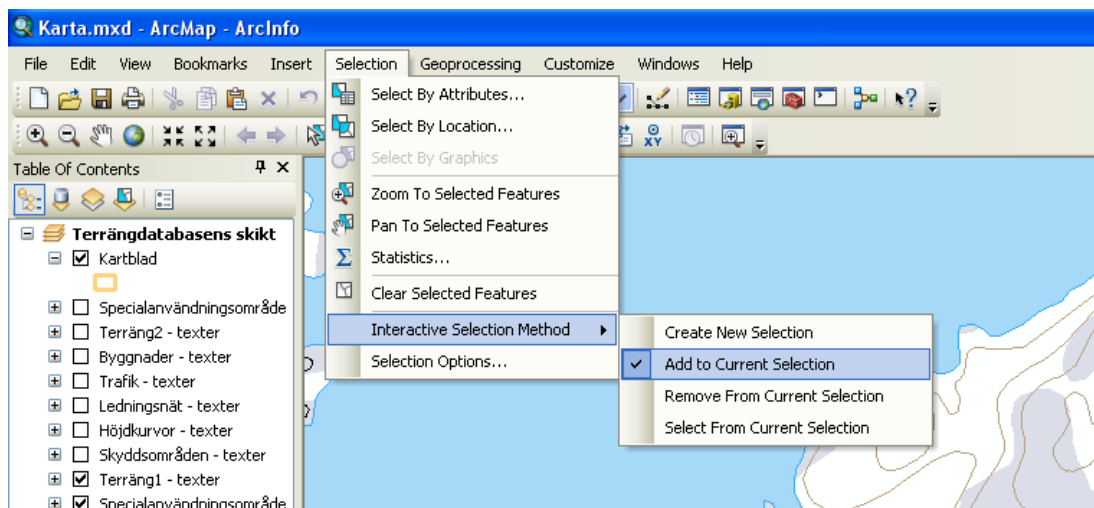 Karta.mxd - ArcMap - ArcInfo
File Edit View Bookmarks Insert Selection Geoprocessing Customize Windows Help
Select By Attributes...
Select By Location...
Select By Graphics
Zoom To Selected Features
Pan To Selected Features
Statistics...
Clear Selected Features
Interactive Selection Method
Selection Options...
Create New Selection
Add to Current Selection
Remove From Current Selection
Select From Current Selection
XY
Table Of Contents
Terrängdatabasens skikt
Kartblad
Specialanvändningsområde
Terräng2 - texter
Byggnader - texter
Trafik - texter
Ledningsnät - texter
Höjdkurvor - texter
Skyddsområden - texter
Terräng1 - texter
Specialanvändningsområde